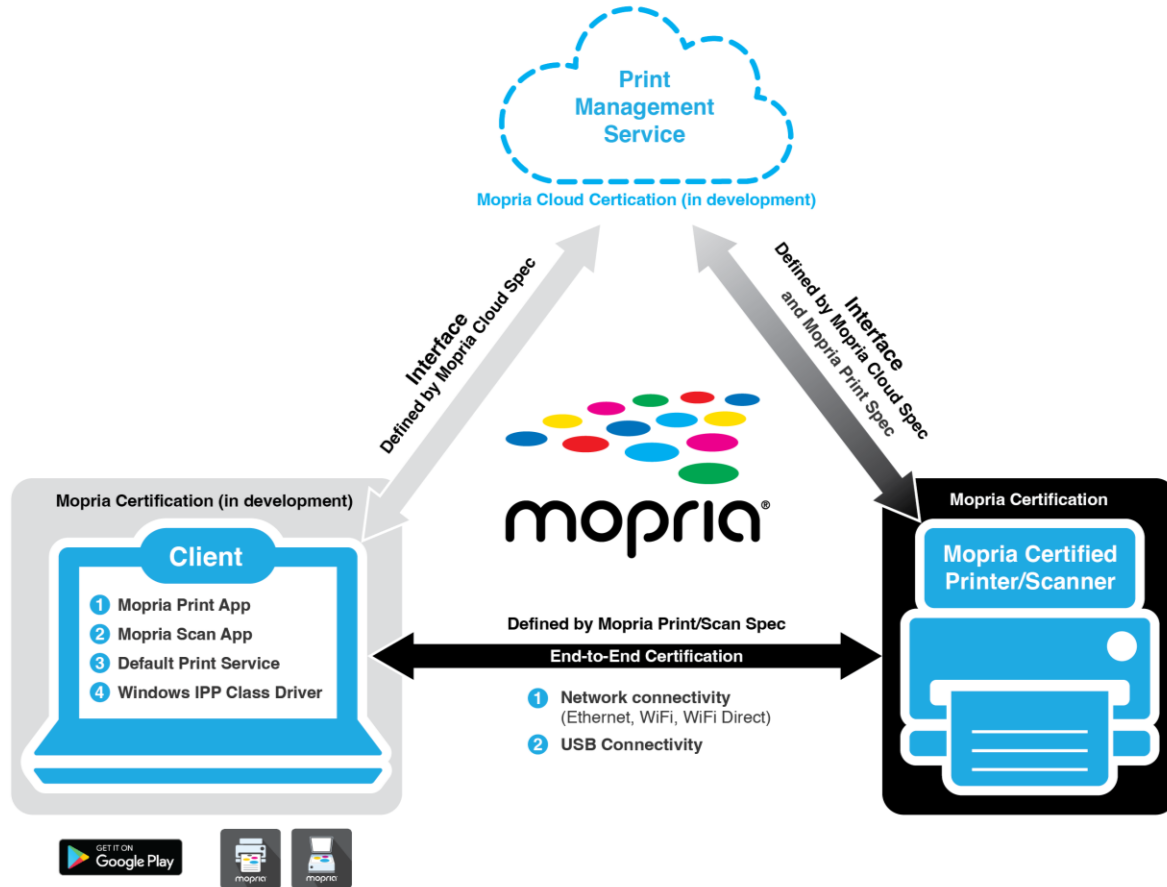 Print
Management
Service
Mopria Cloud Certication (in development)
Interface
Defined by Mopria Cloud Spec
Interface
Defined by Mopria Cloud Spec
and Mopria Print Spec
mopria®
Mopria Certification (in development)
Client
1 Mopria Print App
2 Mopria Scan App
3 Default Print Service
4 Windows IPP Class Driver
Defined by Mopria Print/Scan Spec
End-to-End Certification
1 Network connectivity
(Ethernet, WiFi, WiFi Direct)
2 USB Connectivity
Mopria Certification
Mopria Certified
Printer/Scanner
GET IT ON
Google Play
mopria
mopria